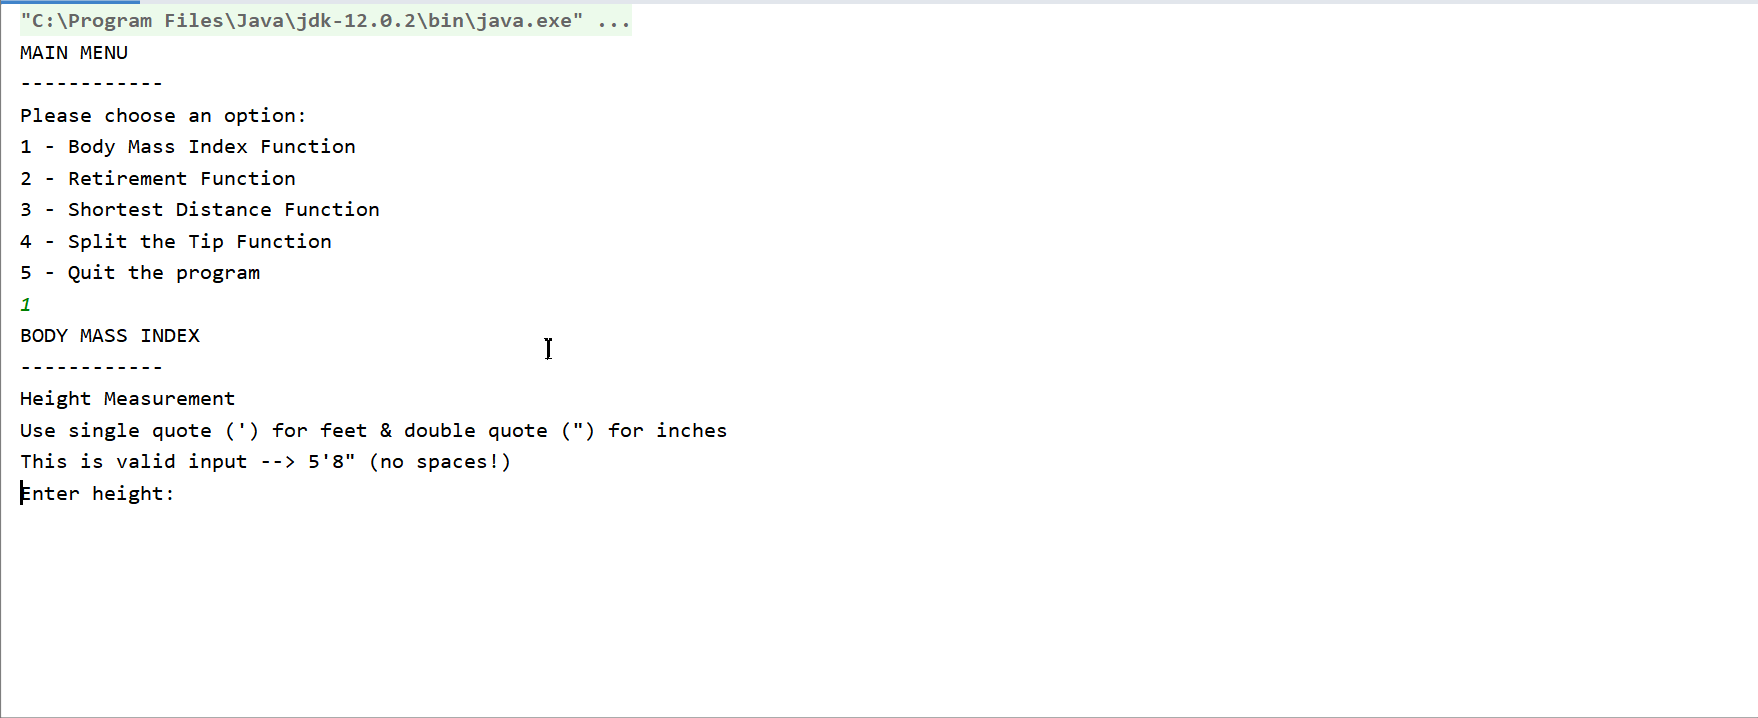 "C:\Program Files\Java\jdk-12.0.2\bin\java.exe" ...
MAIN MENU
------------
Please choose an option:
1 - Body Mass Index Function
2 - Retirement Function
3 - Shortest Distance Function
4 - Split the Tip Function
5 - Quit the program
1
BODY MASS INDEX
------------
Height Measurement
Use single quote (') for feet & double quote (") for inches
This is valid input --> 5'8" (no spaces!)
Enter height: